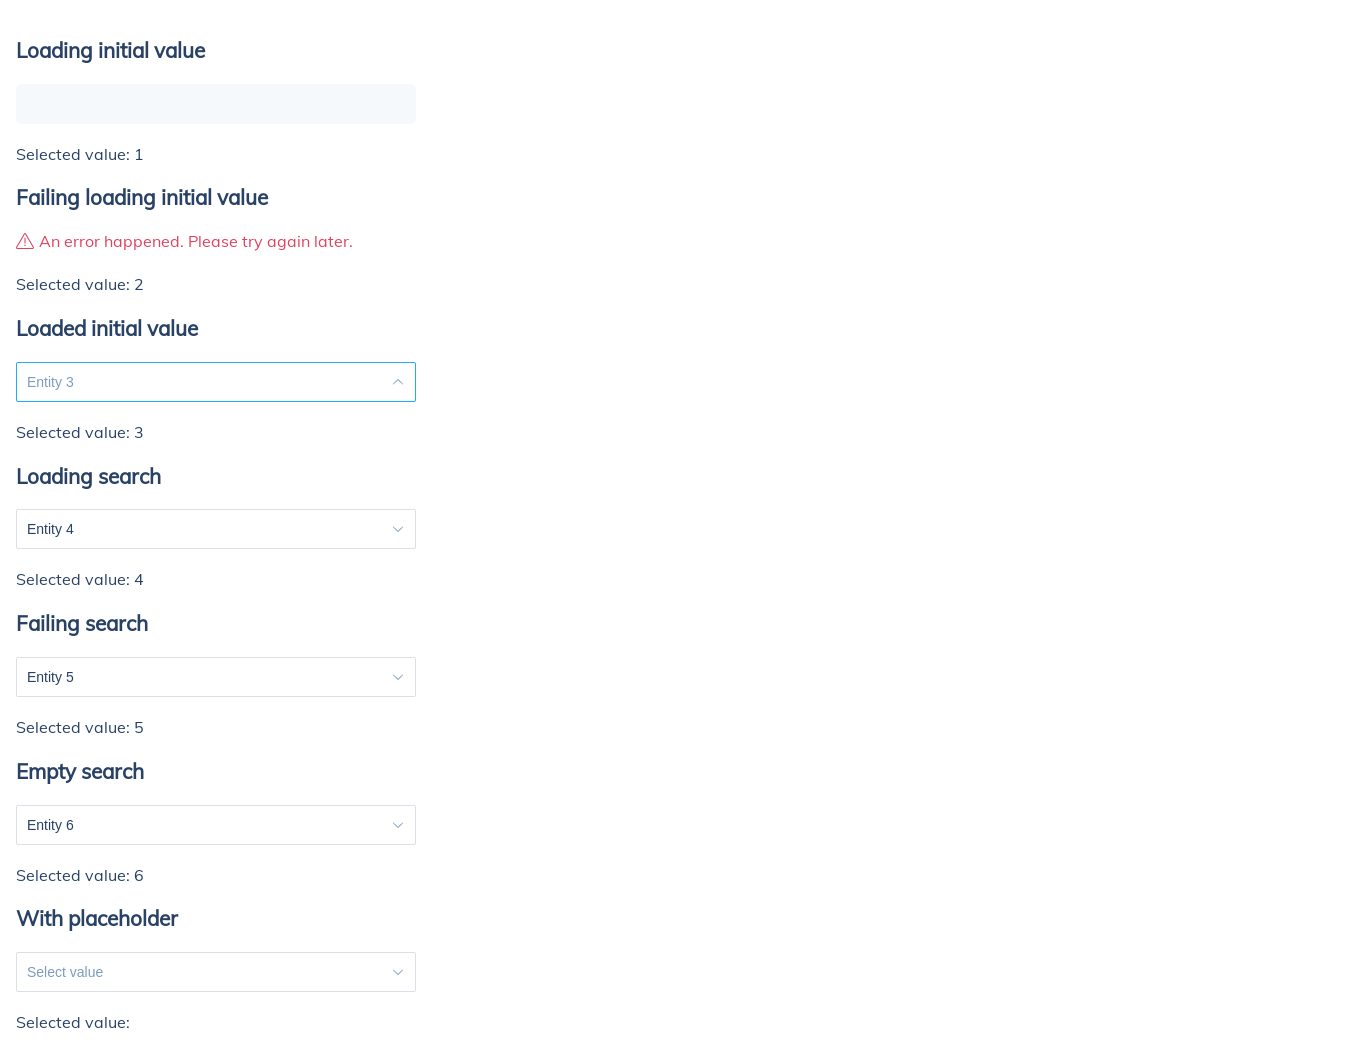 Loading initial value
Selected value: 1
Failing loading initial value
An error happened. Please try again later.
Selected value: 2
Loaded initial value
Entity 3
Selected value: 3
Loading search
Entity 4
Selected value: 4
Failing search
Entity 5
Selected value: 5
Empty search
Entity 6
Selected value: 6
With placeholder
Select value
Selected value: